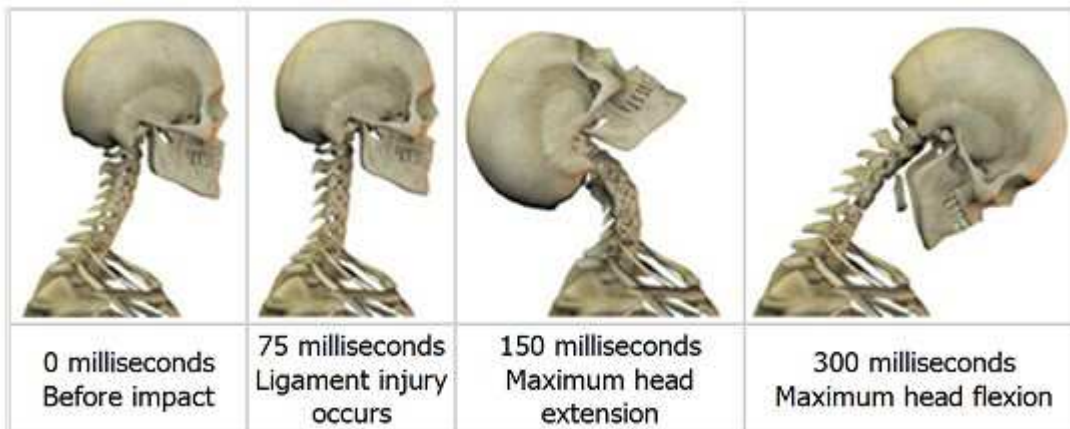 0 milliseconds
Before impact
75 milliseconds
Ligament injury
occurs
150 milliseconds
Maximum head
extension
300 milliseconds
Maximum head flexion